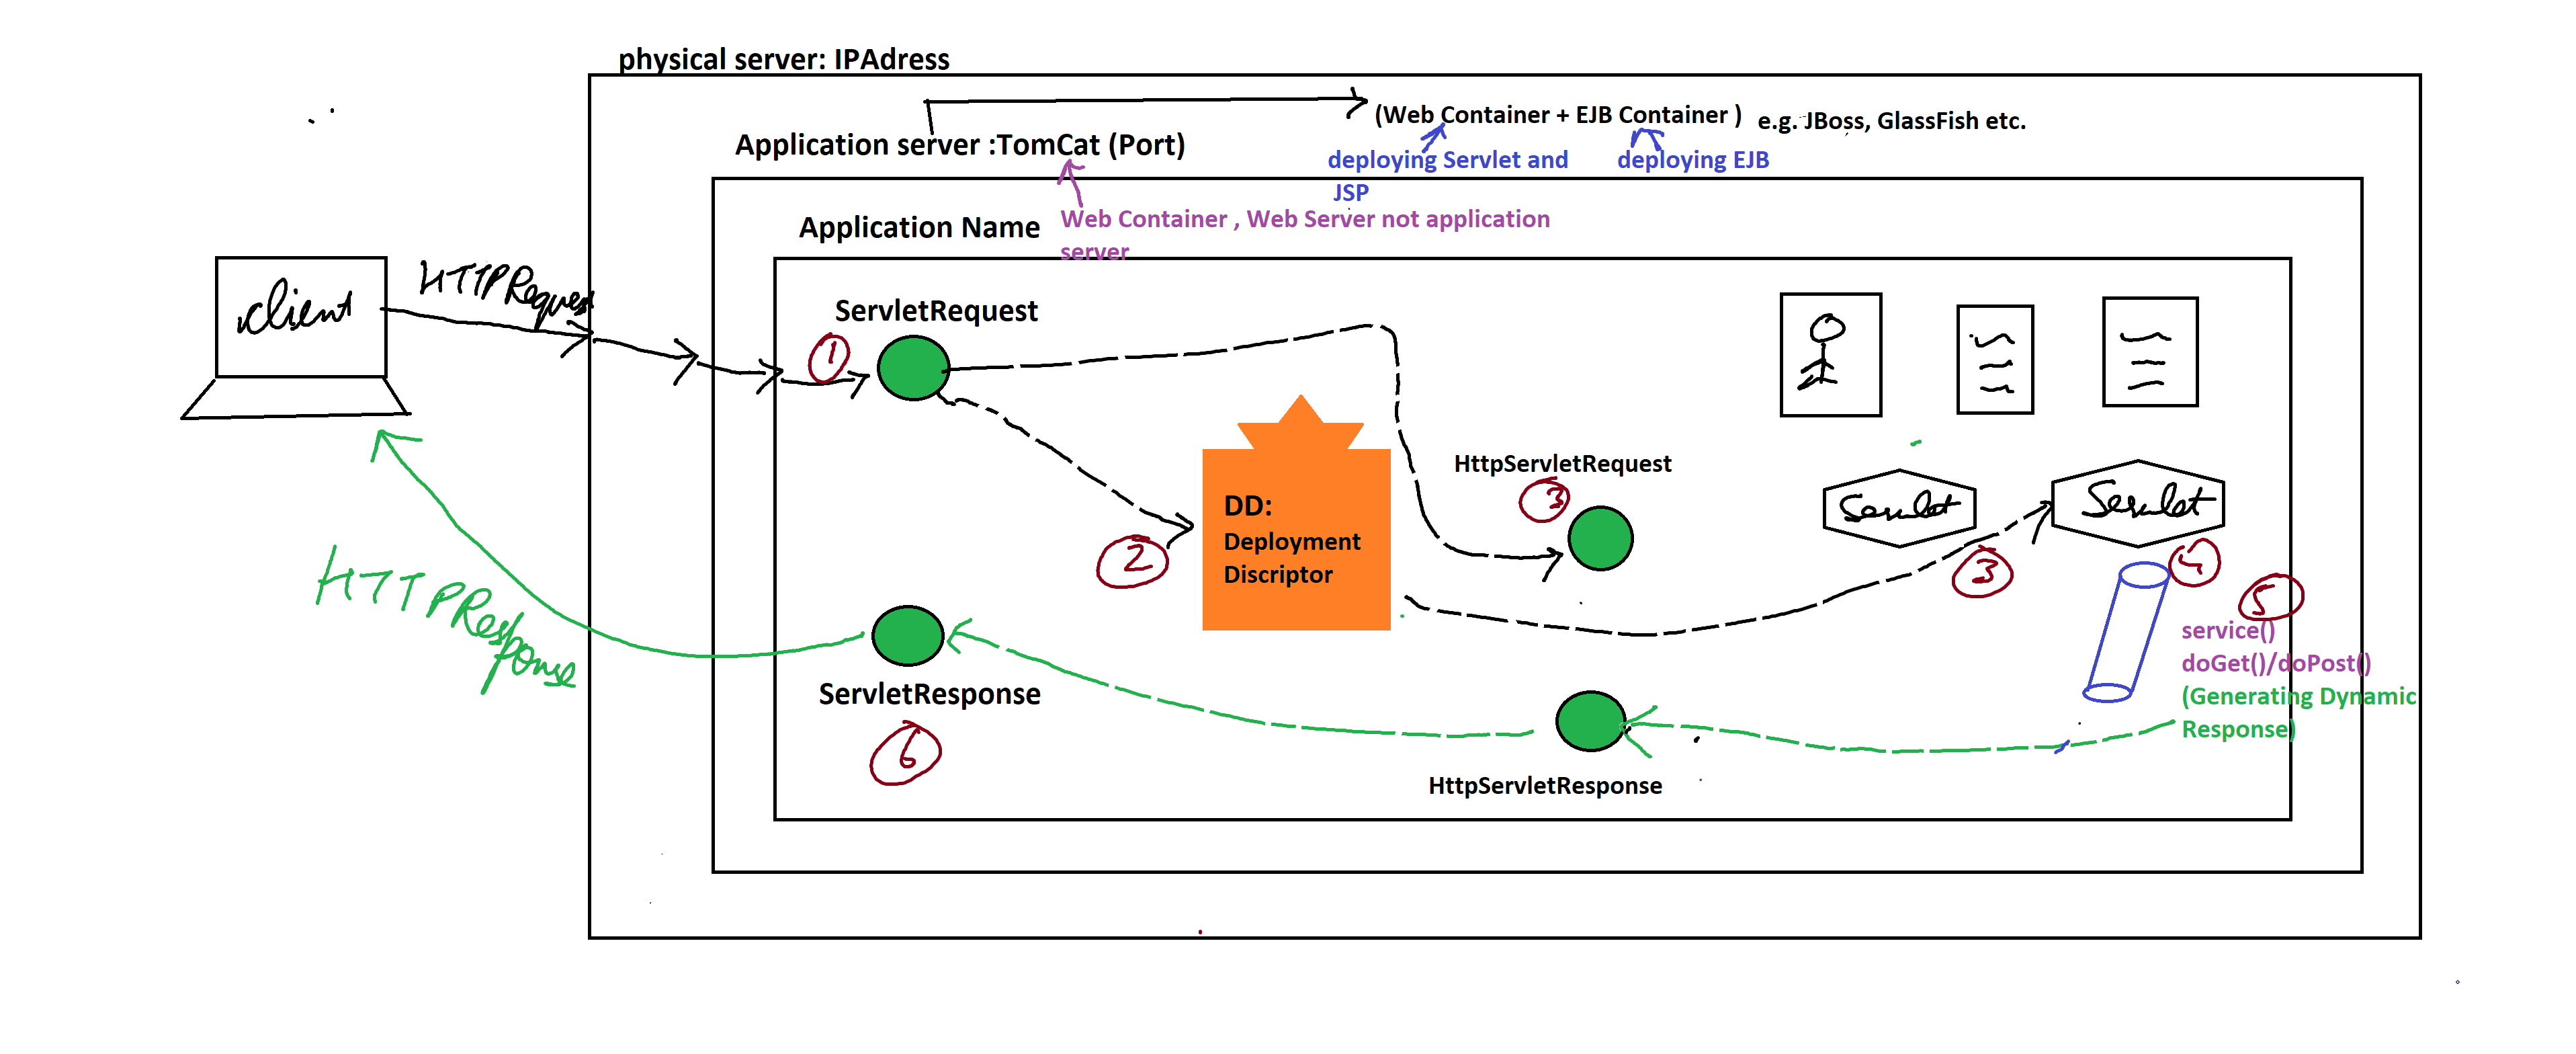 physical server: IPAdress
(Web Container + EJB Container ) e.g. JBoss, GlassFish etc.
Application server :TomCat (Port)
deploying Servlet and
JSP
deploying EJB
Application Name
Web Container , Web Server not application
server
client
HTTPRequest
ServletRequest
1
2
DD:
Deployment
Discriptor
HttpServletRequest
3
Servlet
Servlet
3
4
5
service()
doGet()/doPost()
(Generating Dynamic
Response)
HTTPResponse
ServletResponse
6
HttpServletResponse